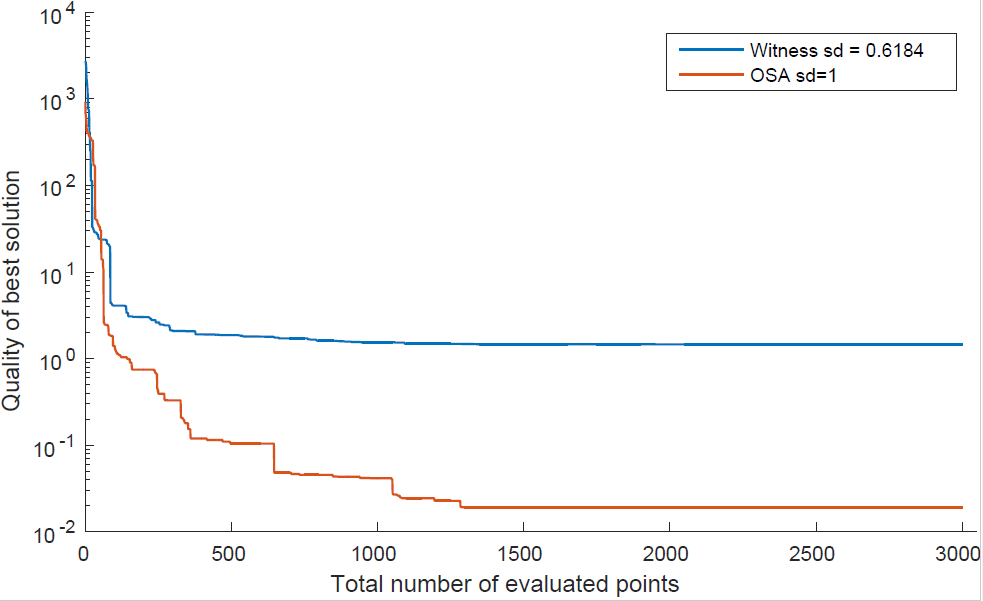 10 4
Witness sd = 0.6184
OSA sd=1
10 3
10 2
10 1
10 0
10 -1
10 -2
Quality of best solution
0 500 1000 1500 2000 2500 3000
Total number of evaluated points